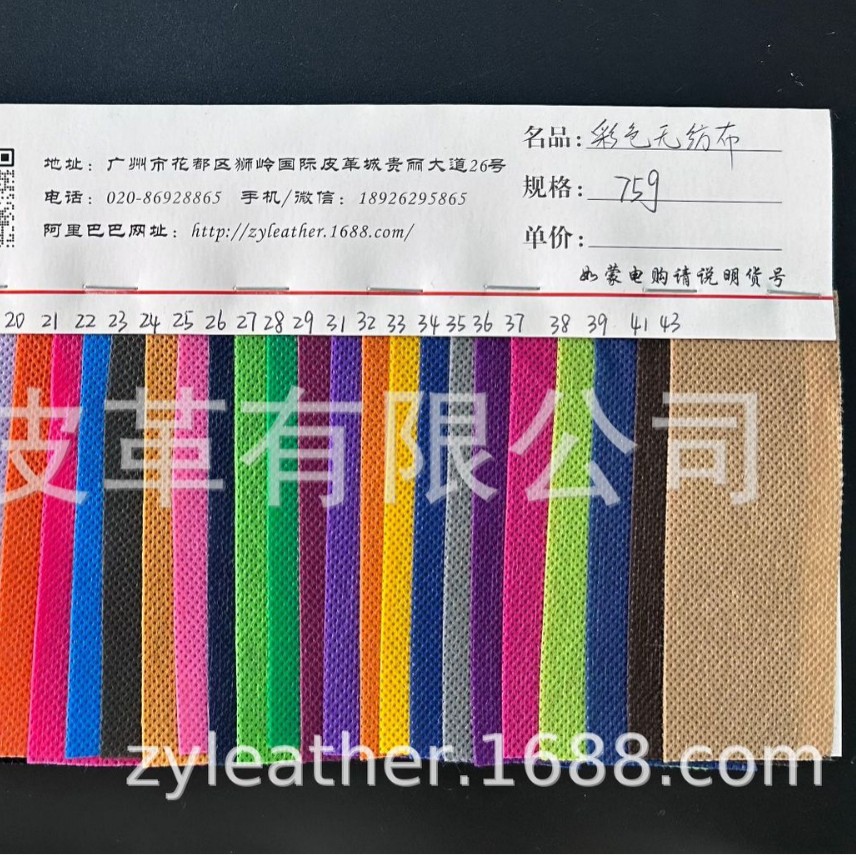 地址：广州市花都区狮岭国际皮革城贵丽大道26号
电话：020-86928865 手机/微信：18926295865
阿里巴巴网址：http://zyleather.1688.com/
名品：彩色无纺布
规格：75g
单价：
如蒙电购请说明货号
20 21 22 23 24 25 26 27 28 29 31 32 33 34 35 36 37 38 39 41 43
皮革有限公司
zyleather.1688.com